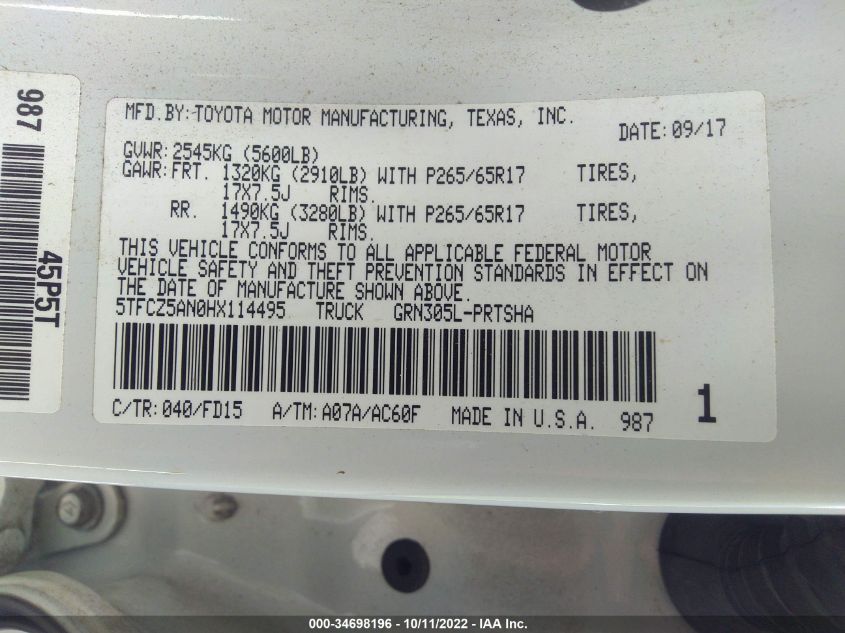 MFD.BY: TOYOTA MOTOR MANUFACTURING, TEXAS, INC.
DATE: 09/17
GVWR: 2545KG (5600LB)
GAWR: FRT. 1320KG (2910LB) WITH P265/65R17 TIRES,
17X7.5J RIMS.
RR. 1490KG (3280LB) WITH P265/65R17 TIRES,
17X7.5J RIMS.
THIS VEHICLE CONFORMS TO ALL APPLICABLE FEDERAL MOTOR
VEHICLE SAFETY AND THEFT PREVENTION STANDARDS IN EFFECT ON
THE DATE OF MANUFACTURE SHOWN ABOVE.
5TFCZ5AN0HX114495 TRUCK GRN305L-PRTSHA
C/TR: 040/FD15 A/TM: A07A/AC60F MADE IN U.S.A. 987
1
987
45P5T
000-34698196 - 10/11/2022 - IAA Inc.